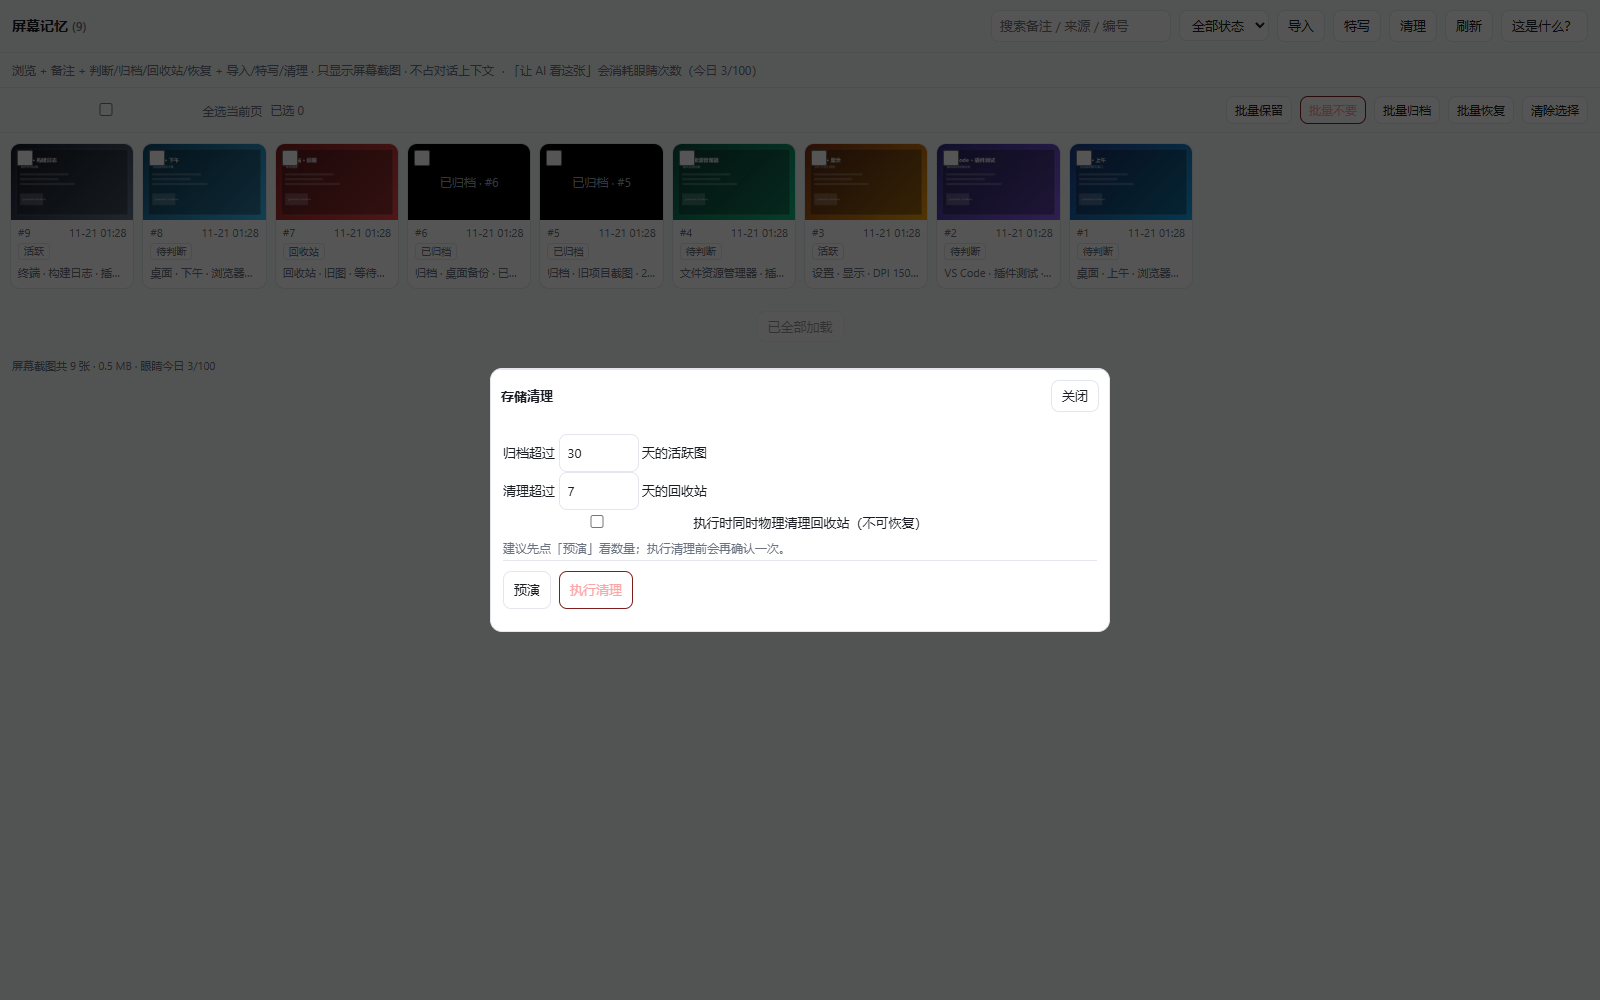 屏幕记忆 (9)
搜索备注 / 来源 / 编号
全部状态
导入
特写
清理
刷新
这是什么?
浏览 + 备注 + 判断/归档/回收站/恢复 + 导入/特写/清理 · 只显示屏幕截图 · 不占对话上下文 · 「让 AI 看这张」会消耗眼睛次数（今日 3/100）
全选当前页 已选 0
批量保留
批量不要
批量归档
批量恢复
清除选择
#9 11-21 01:28
活跃
终端 · 构建日志 · 插...
#8 11-21 01:28
待判断
桌面 · 下午 · 浏览器...
#7 11-21 01:28
回收站
回收站 · 旧图 · 等待...
已归档 · #6
#6 11-21 01:28
已归档
归档 · 桌面备份 · 已...
已归档 · #5
#5 11-21 01:28
已归档
归档 · 旧项目截图 · 2...
#4 11-21 01:28
待判断
文件资源管理器 · 插...
#3 11-21 01:28
活跃
设置 · 显示 · DPI 150...
#2 11-21 01:28
待判断
VS Code · 插件测试 ·...
#1 11-21 01:28
待判断
桌面 · 上午 · 浏览器...
已全部加载
屏幕截图共 9 张 · 0.5 MB · 眼睛今日 3/100
存储清理
关闭
归档超过 30 天的活跃图
清理超过 7 天的回收站
执行时同时物理清理回收站（不可恢复）
建议先点「预演」看数量；执行清理前会再确认一次。
预演
执行清理